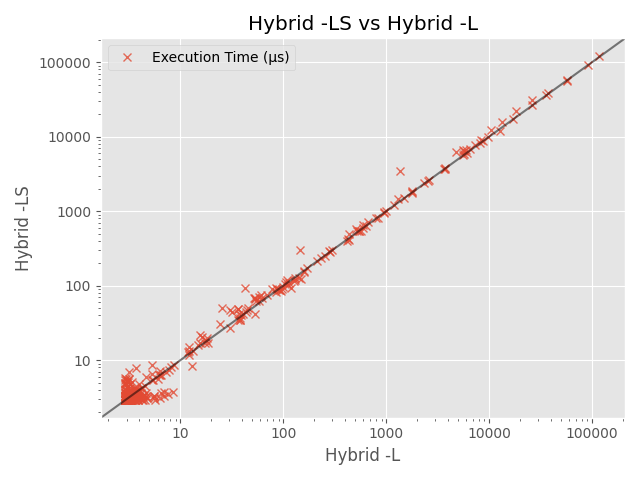 Hybrid -LS vs Hybrid -L
Execution Time (µs)
100000
10000
1000
100
10
Hybrid -LS
10 100 1000 10000 100000
Hybrid -L